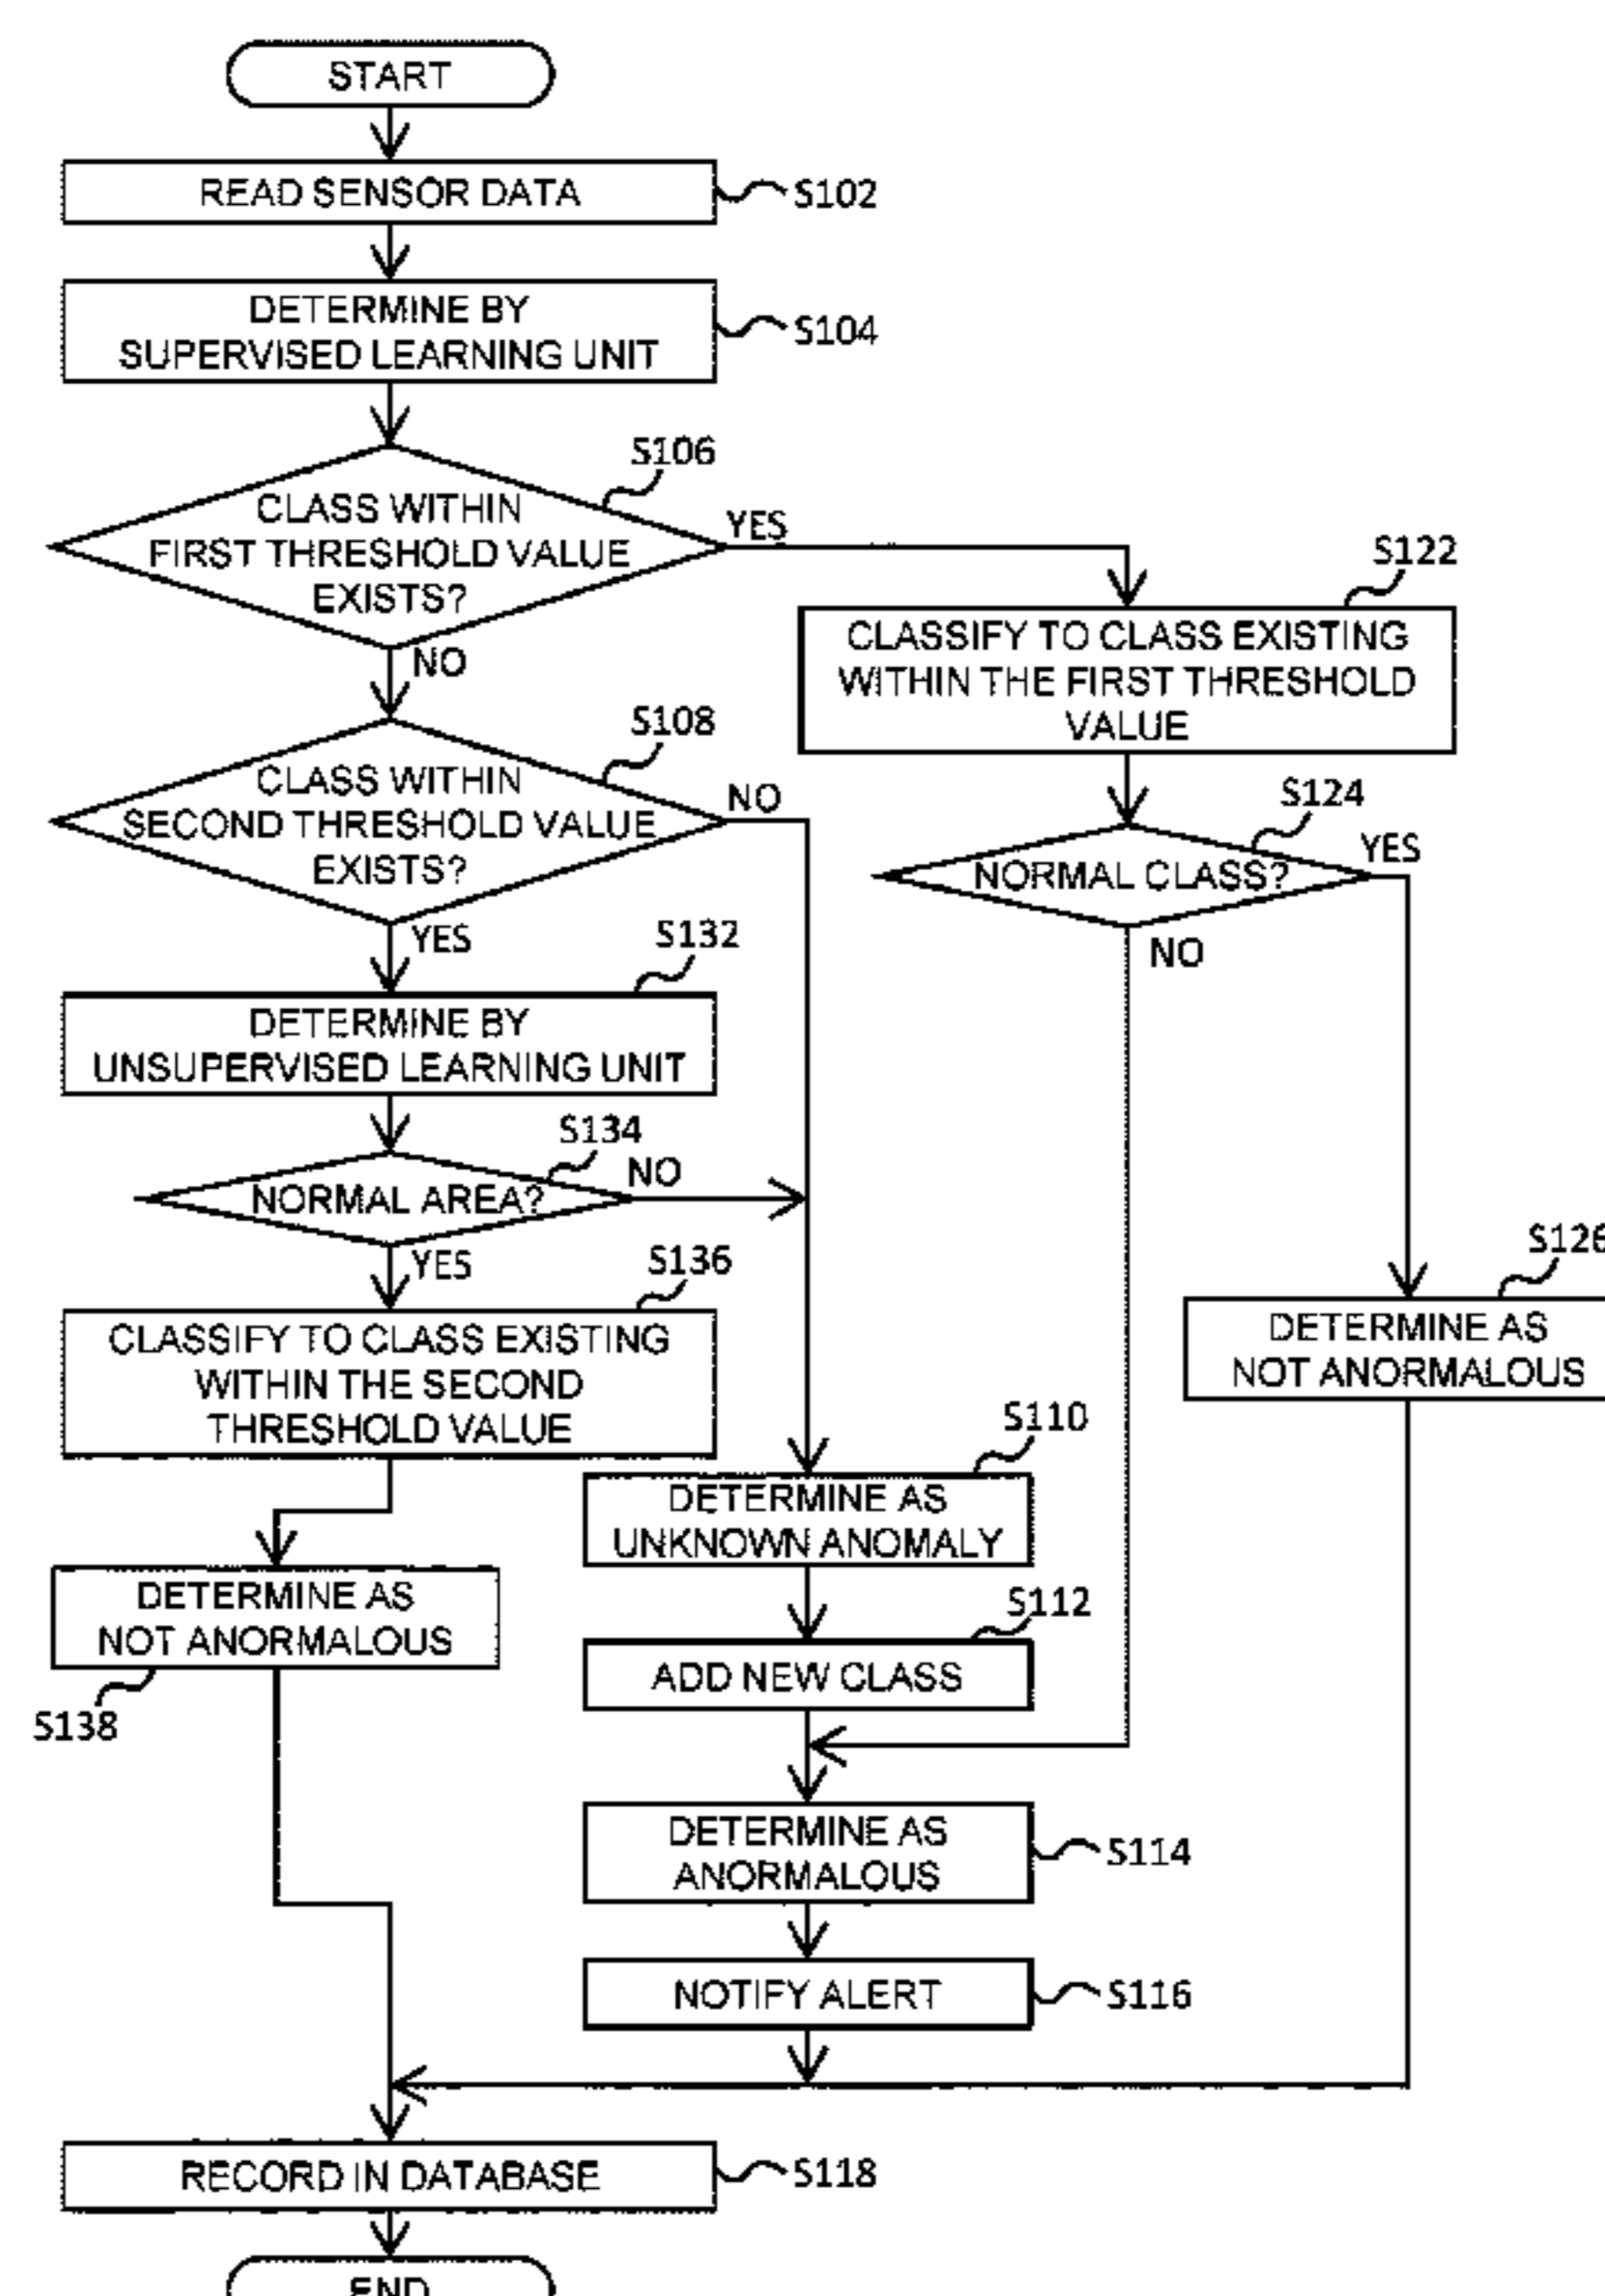 START
READ SENSOR DATA
S102
DETERMINE BY
SUPERVISED LEARNING UNIT
S104
S106
CLASS WITHIN
FIRST THRESHOLD VALUE
EXISTS?
YES
NO
S122
CLASSIFY TO CLASS EXISTING
WITHIN THE FIRST THRESHOLD
VALUE
S108
CLASS WITHIN
SECOND THRESHOLD VALUE
EXISTS?
NO
YES
S124
NORMAL CLASS?
YES
NO
S132
DETERMINE BY
UNSUPERVISED LEARNING UNIT
S134
NORMAL AREA?
NO
YES
S126
DETERMINE AS
NOT ANORMALOUS
S136
CLASSIFY TO CLASS EXISTING
WITHIN THE SECOND
THRESHOLD VALUE
S110
DETERMINE AS
UNKNOWN ANOMALY
DETERMINE AS
NOT ANORMALOUS
S138
S112
ADD NEW CLASS
DETERMINE AS
ANORMALOUS
S114
NOTIFY ALERT
S116
RECORD IN DATABASE
S118
END